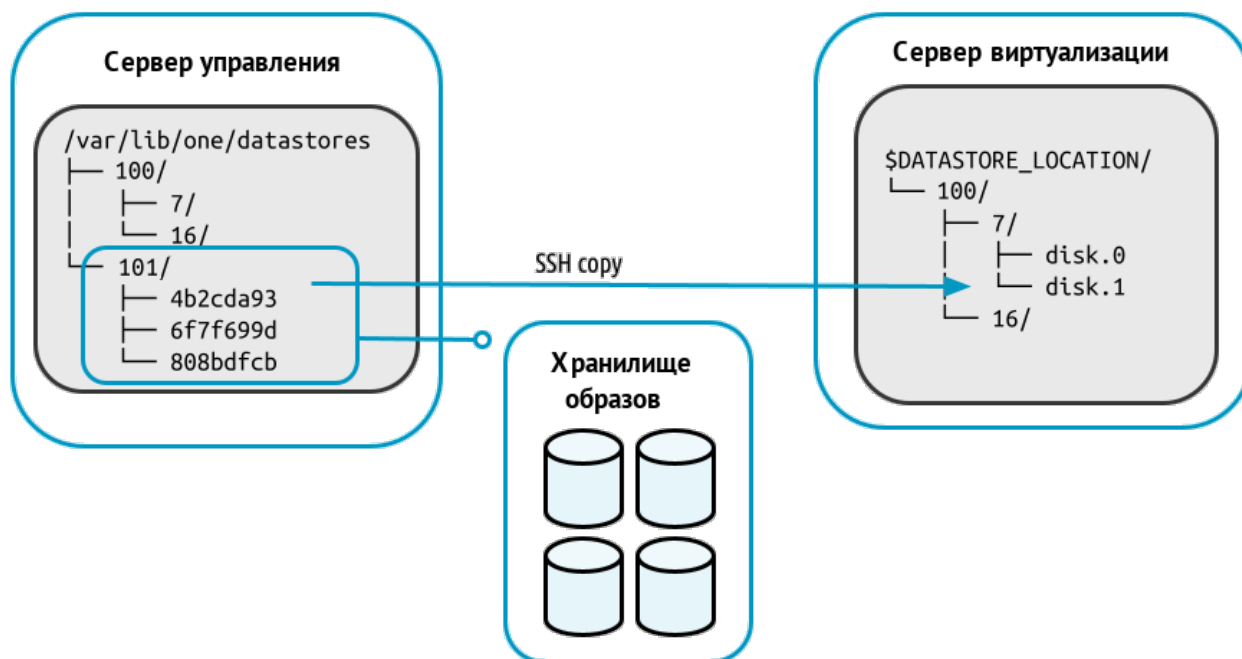 Сервер управления
/var/lib/one/datastores
├── 100/
│   ├── 7/
│   └── 16/
└── 101/
├── 4b2cda93
├── 6f7f699d
└── 808bdfcb
SSH copy
Хранилище
образов
Сервер виртуализации
$DATASTORE_LOCATION/
└── 100/
├── 7/
│   ├── disk.0
│   └── disk.1
└── 16/